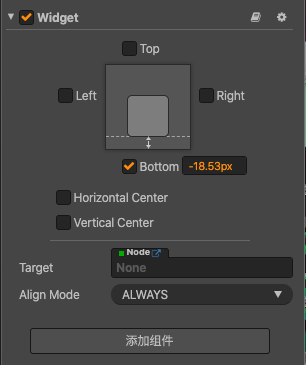 Widget
Top
Left
Right
Bottom -18.53px
Horizontal Center
Vertical Center
Node
Target None
Align Mode ALWAYS
添加组件